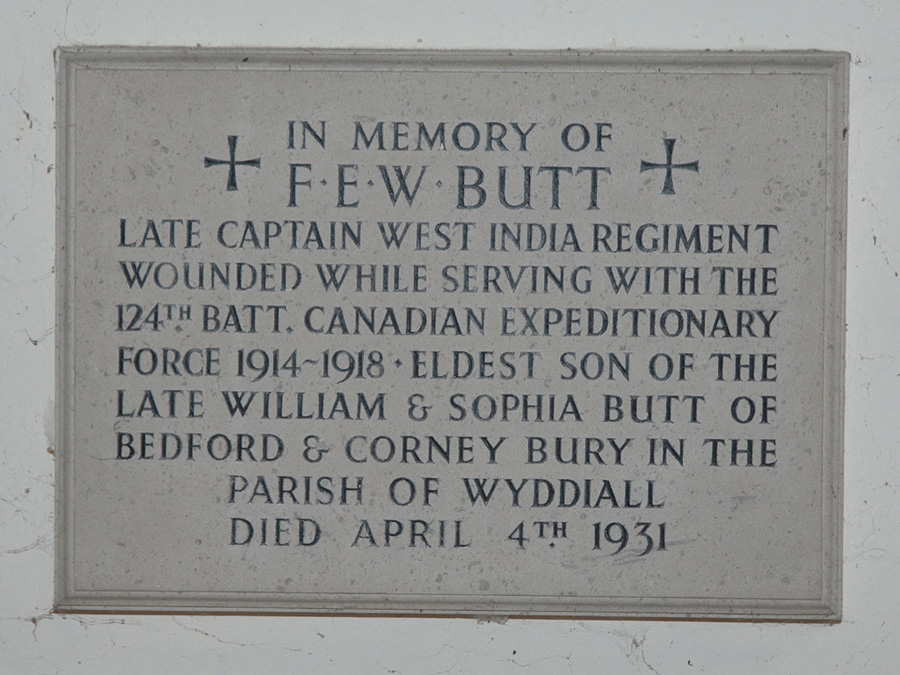 IN MEMORY OF
F·E·W·BUTT
LATE CAPTAIN WEST INDIA REGIMENT
WOUNDED WHILE SERVING WITH THE
124TH BATT. CANADIAN EXPEDITIONARY
FORCE 1914~1918 · ELDEST SON OF THE
LATE WILLIAM & SOPHIA BUTT OF
BEDFORD & CORNEY BURY IN THE
PARISH OF WYDDIALL
DIED APRIL 4TH 1931